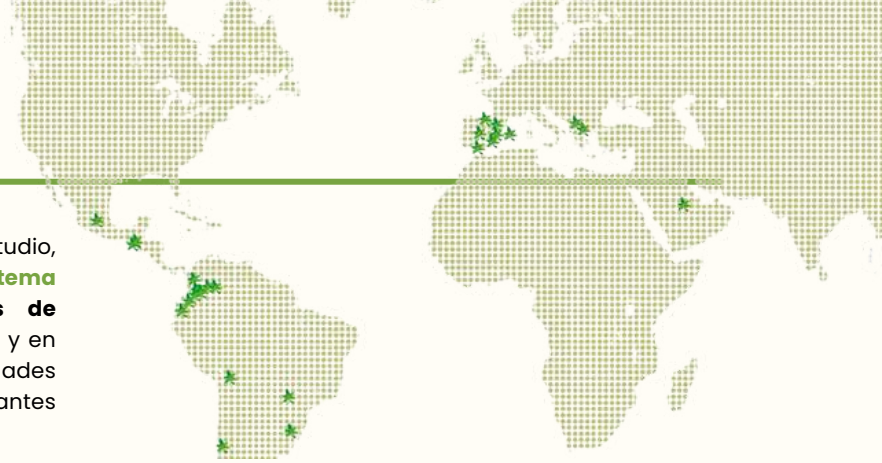 tudio,
tema
s de
y en
ades
antes